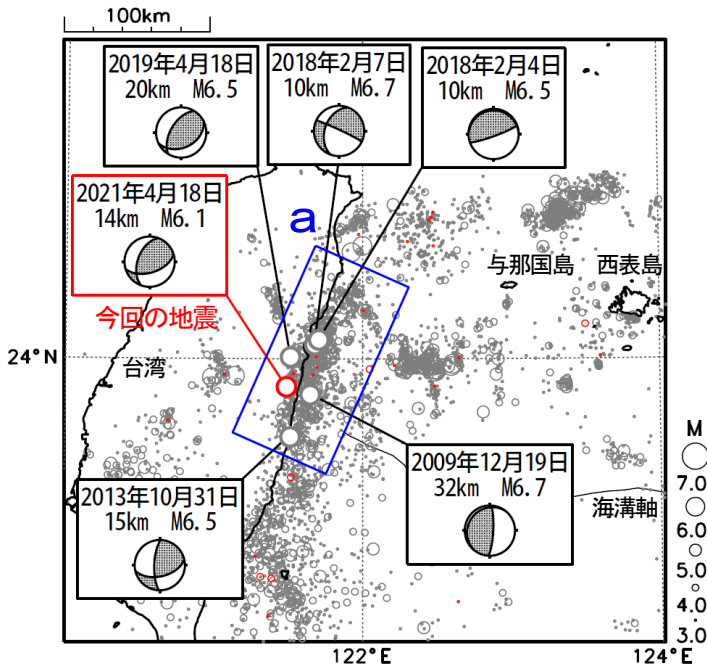 100km
2019年4月18日
20km M6.5
2018年2月7日
10km M6.7
2018年2月4日
10km M6.5
2021年4月18日
14km M6.1
a
今回の地震
与那国島
西表島
24°N
台湾
M
7.0
6.0
5.0
4.0
3.0
2009年12月19日
32km M6.7
海溝軸
2013年10月31日
15km M6.5
122°E
124°E